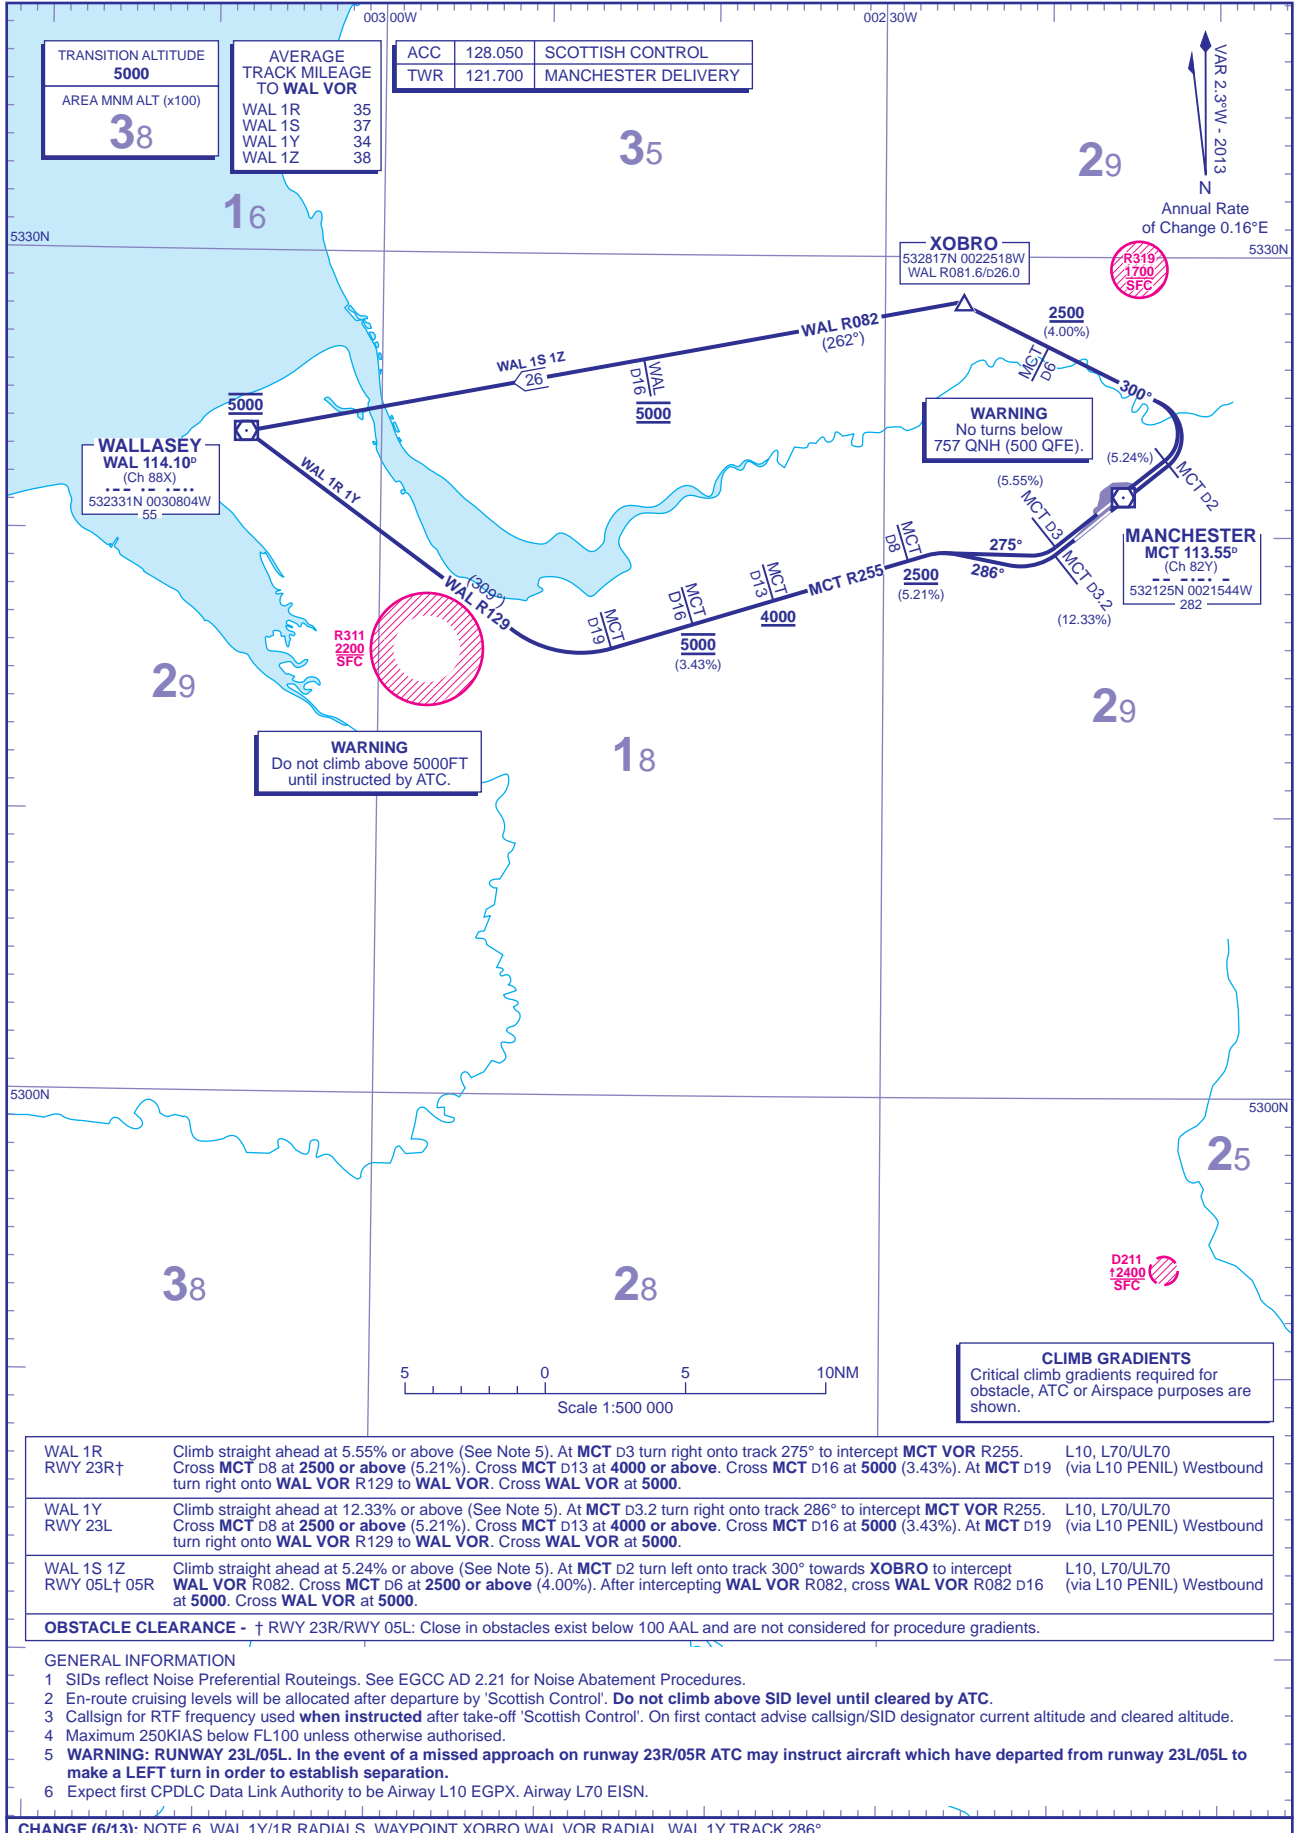 003 00W
002 30W
TRANSITION ALTITUDE
5000
AREA MNM ALT (x100)
38
AVERAGE
TRACK MILEAGE
TO WAL VOR
WAL 1R 35
WAL 1S 37
WAL 1Y 34
WAL 1Z 38
ACC 128.050 SCOTTISH CONTROL
TWR 121.700 MANCHESTER DELIVERY
VAR 2.3°W - 2013
N
Annual Rate
of Change 0.16°E
35
29
16
5330N
5330N
XOBRO
532817N 0022518W
WAL R081.6/D26.0
R319
1700
SFC
2500
(4.00%)
MCT
D6
WAL R082
(262°)
WAL 1S 1Z
26
WAL
D16
5000
300°
5000
WALLASEY
WAL 114.10ᴰ
(Ch 88X)
532331N 0030804W
55
WARNING
No turns below
757 QNH (500 QFE).
(5.24%)
MCT D2
(5.55%)
MCT D3
WAL 1R 1Y
MANCHESTER
MCT 113.55ᴰ
(Ch 82Y)
532125N 0021544W
282
MCT D3.2
(12.33%)
275°
286°
MCT
D8
2500
(5.21%)
MCT R255
MCT
D13
4000
MCT
D16
5000
(3.43%)
MCT
D19
(309°)
WAL R129
R311
2200
SFC
29
29
18
WARNING
Do not climb above 5000FT
until instructed by ATC.
5300N
5300N
25
38
28
D211
↑2400
SFC
5 0 5 10NM
Scale 1:500 000
CLIMB GRADIENTS
Critical climb gradients required for
obstacle, ATC or Airspace purposes are
shown.
WAL 1R Climb straight ahead at 5.55% or above (See Note 5). At MCT D3 turn right onto track 275° to intercept MCT VOR R255. L10, L70/UL70
RWY 23R† Cross MCT D8 at 2500 or above (5.21%). Cross MCT D13 at 4000 or above. Cross MCT D16 at 5000 (3.43%). At MCT D19 (via L10 PENIL) Westbound
turn right onto WAL VOR R129 to WAL VOR. Cross WAL VOR at 5000.
WAL 1Y Climb straight ahead at 12.33% or above (See Note 5). At MCT D3.2 turn right onto track 286° to intercept MCT VOR R255. L10, L70/UL70
RWY 23L Cross MCT D8 at 2500 or above (5.21%). Cross MCT D13 at 4000 or above. Cross MCT D16 at 5000 (3.43%). At MCT D19 (via L10 PENIL) Westbound
turn right onto WAL VOR R129 to WAL VOR. Cross WAL VOR at 5000.
WAL 1S 1Z Climb straight ahead at 5.24% or above (See Note 5). At MCT D2 turn left onto track 300° towards XOBRO to intercept L10, L70/UL70
RWY 05L† 05R WAL VOR R082. Cross MCT D6 at 2500 or above (4.00%). After intercepting WAL VOR R082, cross WAL VOR R082 D16 (via L10 PENIL) Westbound
at 5000. Cross WAL VOR at 5000.
OBSTACLE CLEARANCE - † RWY 23R/RWY 05L: Close in obstacles exist below 100 AAL and are not considered for procedure gradients.
GENERAL INFORMATION
1 SIDs reflect Noise Preferential Routeings. See EGCC AD 2.21 for Noise Abatement Procedures.
2 En-route cruising levels will be allocated after departure by 'Scottish Control'. Do not climb above SID level until cleared by ATC.
3 Callsign for RTF frequency used when instructed after take-off 'Scottish Control'. On first contact advise callsign/SID designator current altitude and cleared altitude.
4 Maximum 250KIAS below FL100 unless otherwise authorised.
5 WARNING: RUNWAY 23L/05L. In the event of a missed approach on runway 23R/05R ATC may instruct aircraft which have departed from runway 23L/05L to
make a LEFT turn in order to establish separation.
6 Expect first CPDLC Data Link Authority to be Airway L10 EGPX. Airway L70 EISN.
CHANGE (6/13): NOTE 6. WAL 1Y/1R RADIALS. WAYPOINT XOBRO WAL VOR RADIAL. WAL 1Y TRACK 286°.